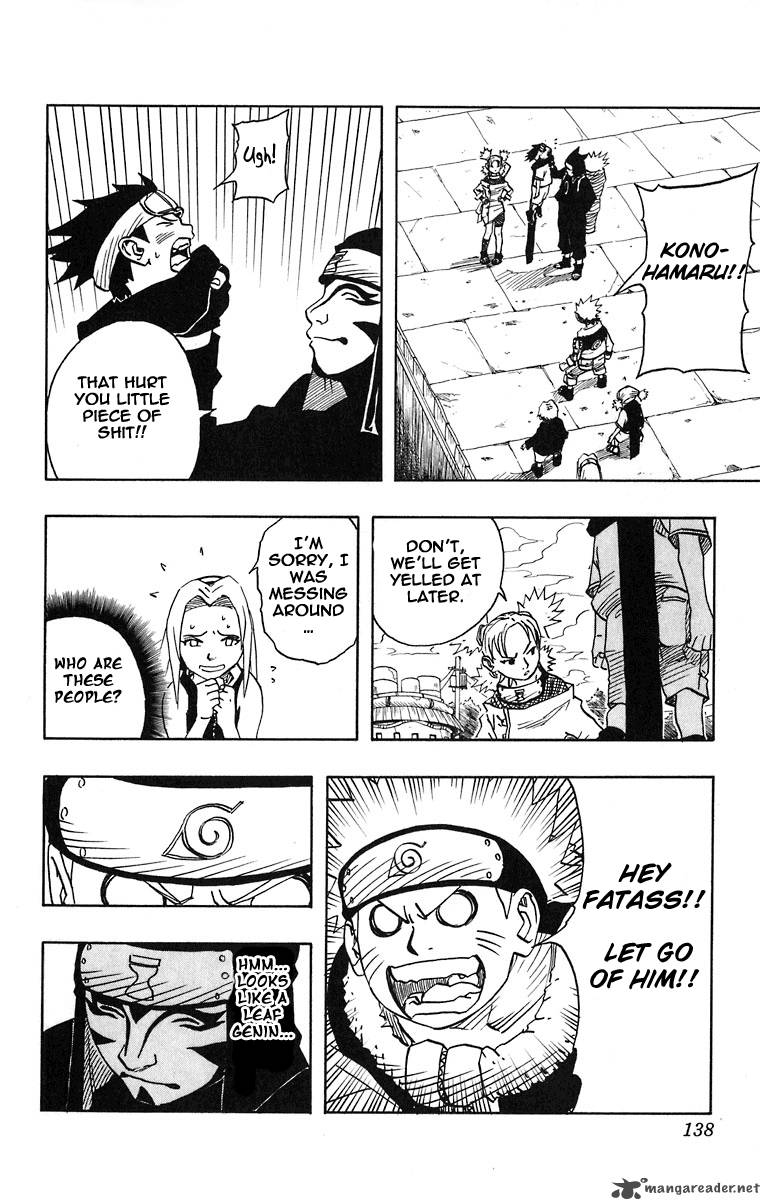 KONO-
HAMARU!!
Ugh!
THAT HURT
YOU LITTLE
PIECE OF
SHIT!!
DON'T,
WE'LL GET
YELLED AT
LATER.
I'M
SORRY, I
WAS
MESSING
AROUND
...
WHO ARE
THESE
PEOPLE?
HEY
FATASS!!
LET GO
OF HIM!!
HMM...
LOOKS
LIKE A
LEAF
GENIN...
138
mangareader.net